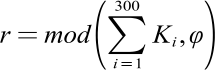 r = mod(∑_{i=1}^{300} K_i, φ)